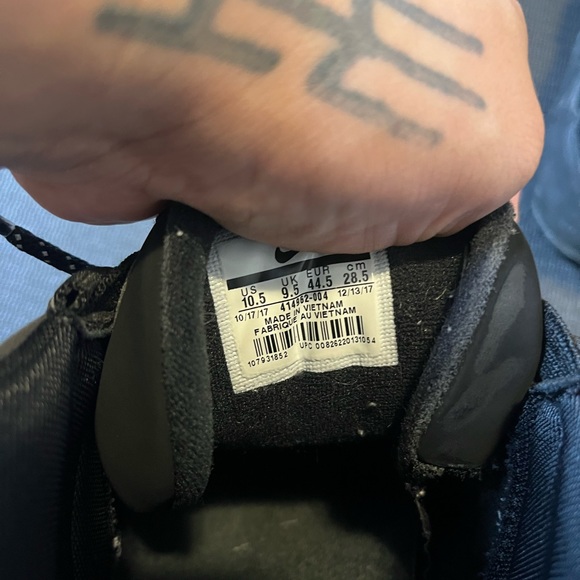 US UK EUR cm
10.5 9.5 44.5 28.5
10/17/17 414962-004 12/13/17
MADE IN VIETNAM
FABRIQUE AU VIETNAM
107931852 UPC 00826220131054